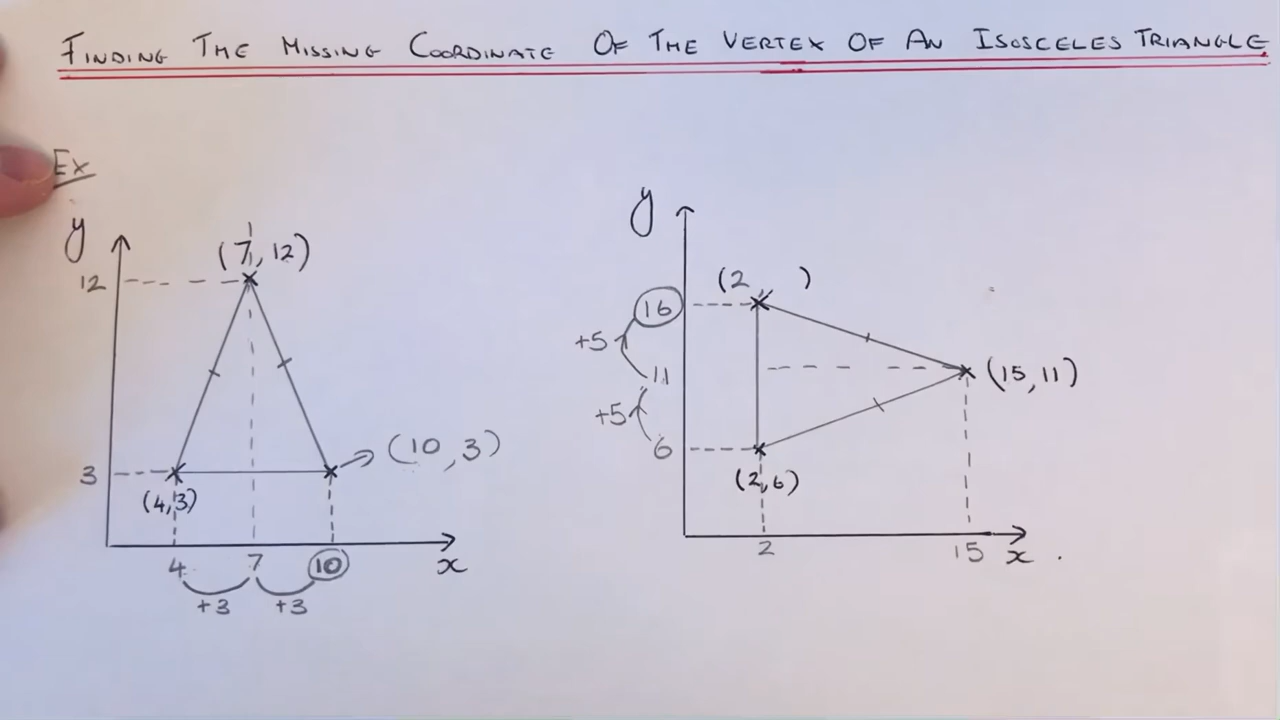 FINDING THE MISSING COORDINATE OF THE VERTEX OF AN ISOSCELES TRIANGLE
Ex
y
(7, 12)
12
3
(4,3)
(10, 3)
4 7 10
x
+3 +3
y
(2 , )
16
+5
11
(15, 11)
+5
6
(2,6)
2 15 x